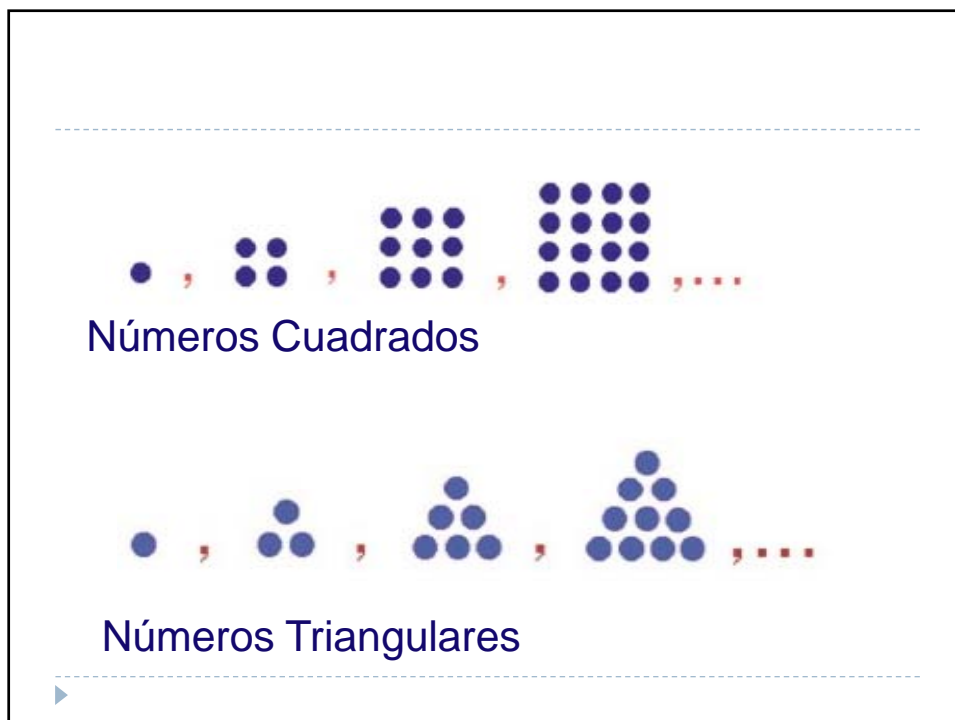 , , , ,...
Números Cuadrados
, , , ,....
Números Triangulares